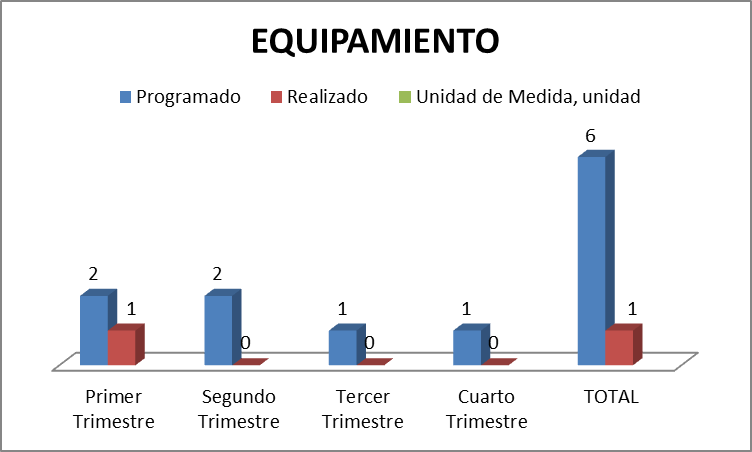 EQUIPAMIENTO
Programado Realizado Unidad de Medida, unidad
6
2 2
1 1 1 1
0 0 0
Primer Segundo Tercer Cuarto TOTAL
Trimestre Trimestre Trimestre Trimestre